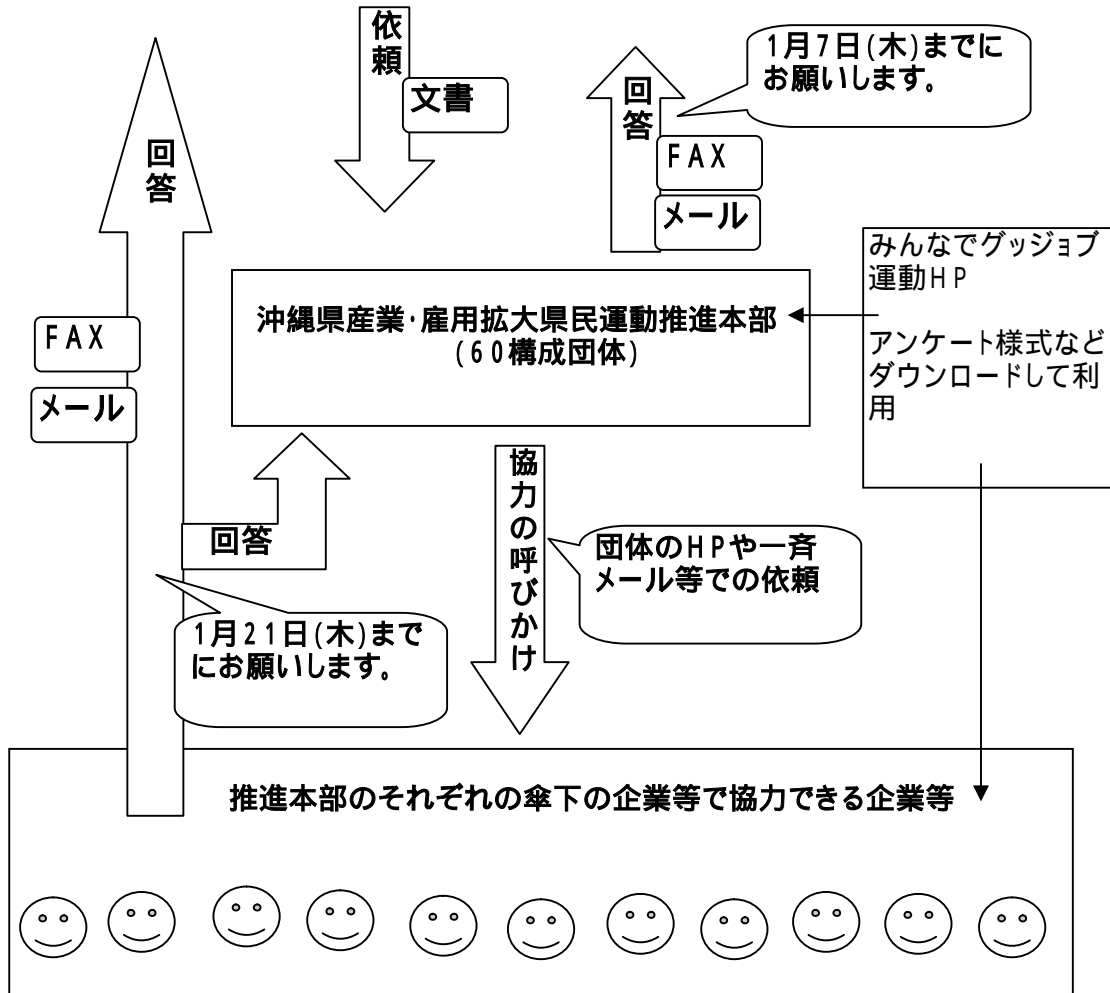 依頼
文書
回答
1月7日(木)までに
お願いします。
FAX
メール
回答
FAX
メール
みんなでグッジョブ
運動HP
アンケート様式など
ダウンロードして利
用
沖縄県産業・雇用拡大県民運動推進本部
(60構成団体)
回答
協力の呼びかけ
団体のHPや一斉
メール等での依頼
1月21日(木)まで
にお願いします。
推進本部のそれぞれの傘下の企業等で協力できる企業等